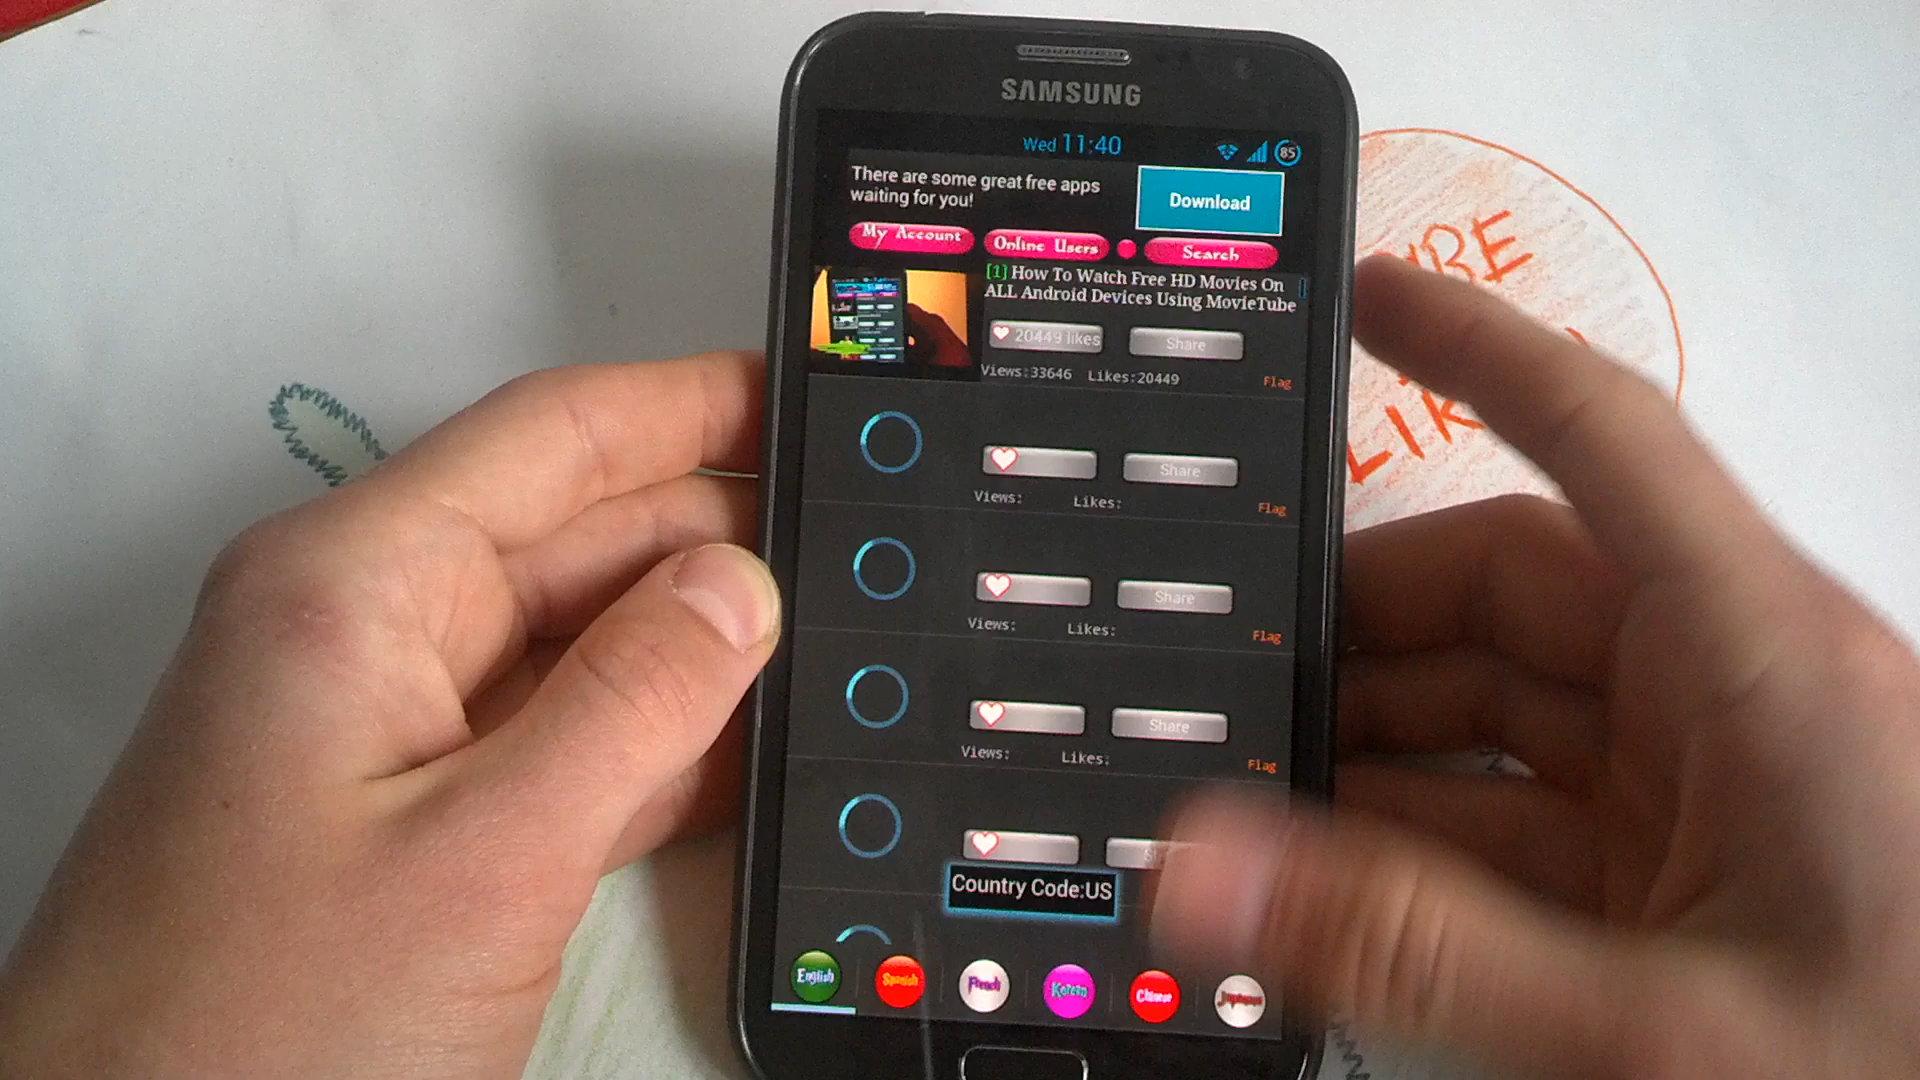 SAMSUNG
Wed 11:40
85
There are some great free apps
waiting for you!
Download
My Account
Online Users
Search
[1] How To Watch Free HD Movies On
ALL Android Devices Using MovieTube
20449 likes
Share
Views:33646 Likes:20449
Flag
Share
Views: Likes:
Flag
Share
Views: Likes:
Flag
Share
Views: Likes:
Flag
Country Code:US
English
Spanish
French
Korean
Chinese
Japanese